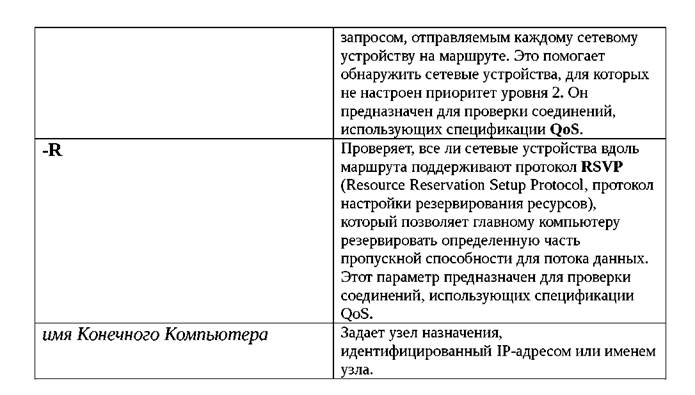 запросом, отправляемым каждому сетевому
устройству на маршруте. Это помогает
обнаружить сетевые устройства, для которых
не настроен приоритет уровня 2. Он
предназначен для проверки соединений,
использующих спецификации QoS.
-R
Проверяет, все ли сетевые устройства вдоль
маршрута поддерживают протокол RSVP
(Resource Reservation Setup Protocol, протокол
настройки резервирования ресурсов),
который позволяет главному компьютеру
резервировать определенную часть
пропускной способности для потока данных.
Этот параметр предназначен для проверки
соединений, использующих спецификации
QoS.
имя Конечного Компьютера
Задает узел назначения,
идентифицированный IP-адресом или именем
узла.